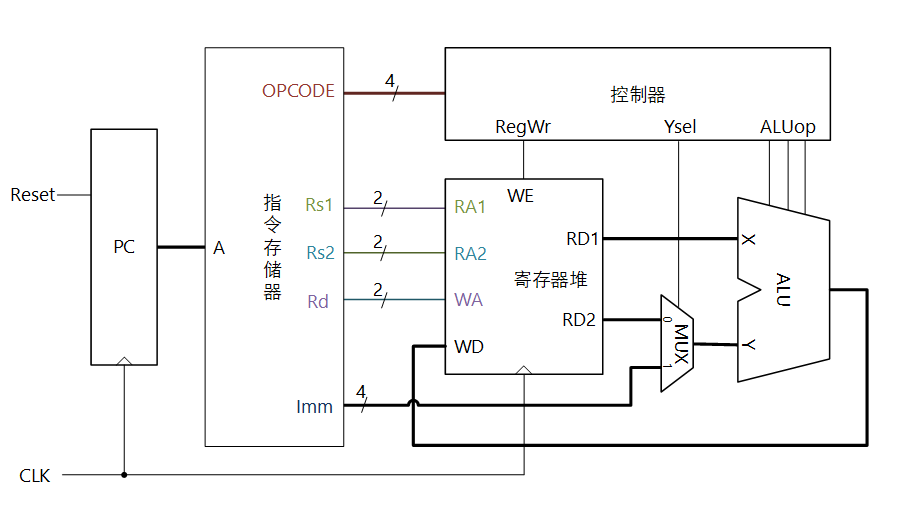 4
OPCODE
控制器
RegWr
Ysel
ALUop
Reset
PC
A
指令存储器
Rs1
2
RA1
WE
RD1
X
Rs2
2
RA2
寄存器堆
ALU
Rd
2
WA
RD2
0
MUX
1
Y
WD
Imm
4
CLK